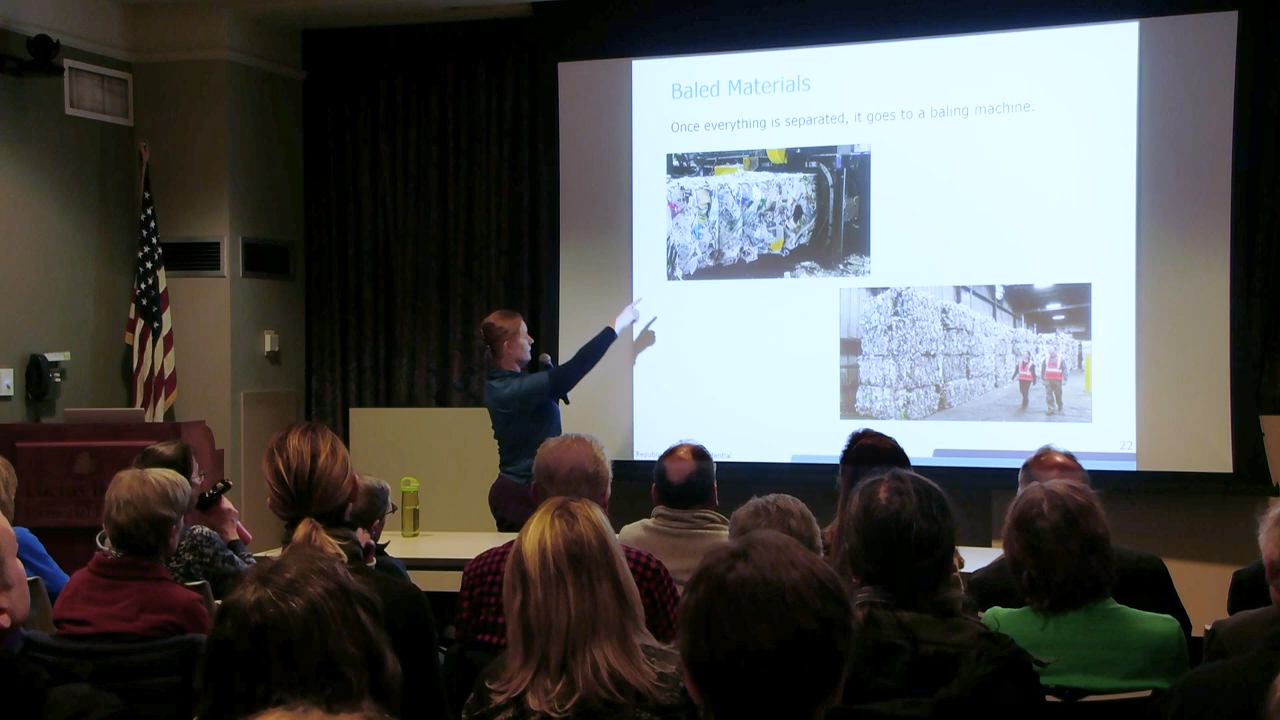 Baled Materials
Once everything is separated, it goes to a baling machine.
22